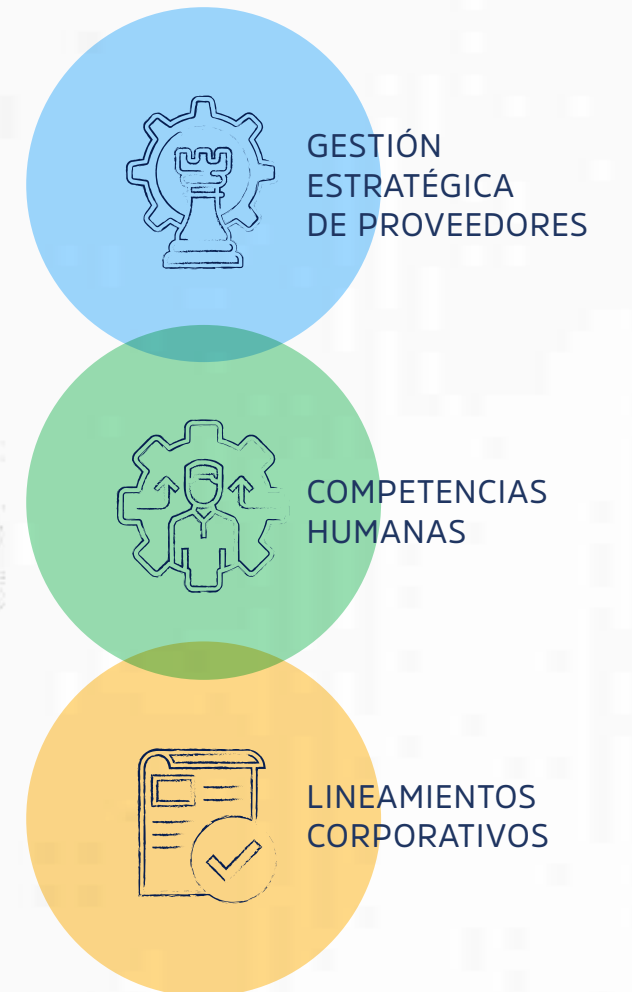 GESTIÓN
ESTRATÉGICA
DE PROVEEDORES
COMPETENCIAS
HUMANAS
LINEAMIENTOS
CORPORATIVOS